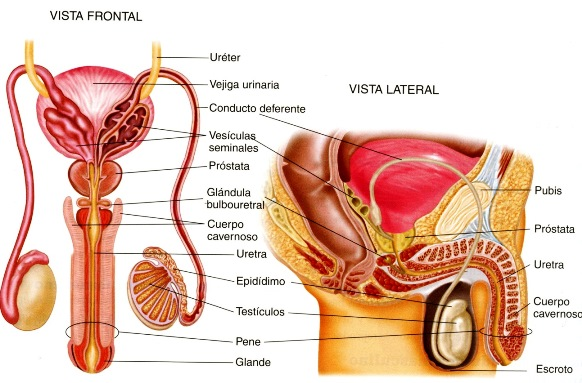 VISTA FRONTAL
Uréter
Vejiga urinaria
Conducto deferente
Vesículas
seminales
Próstata
Glándula
bulbouretral
Cuerpo
cavernoso
Uretra
Epidídimo
Testículos
Pene
Glande
VISTA LATERAL
Pubis
Próstata
Uretra
Cuerpo
cavernoso
Escroto